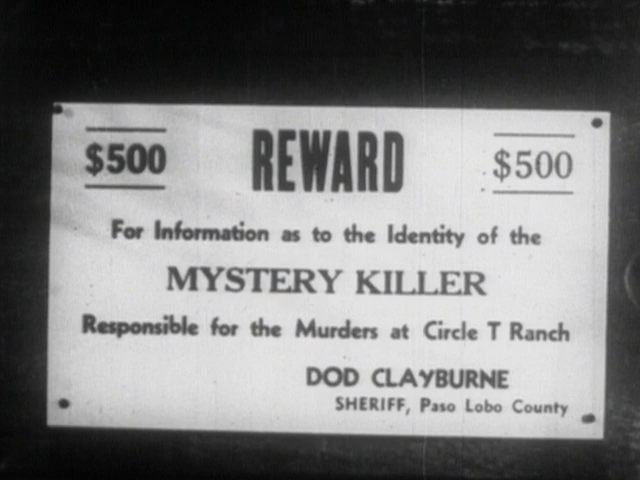 $500 REWARD $500
For Information as to the Identity of the
MYSTERY KILLER
Responsible for the Murders at Circle T Ranch
DOD CLAYBURNE
SHERIFF, Paso Lobo County